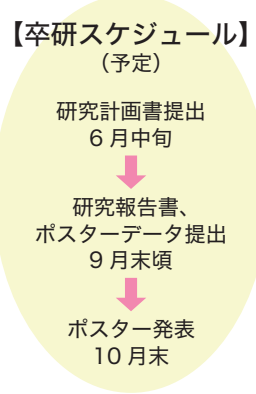 【卒研スケジュール】
(予定)
研究計画書提出
6月中旬
研究報告書、
ポスターデータ提出
9月末頃
ポスター発表
10月末